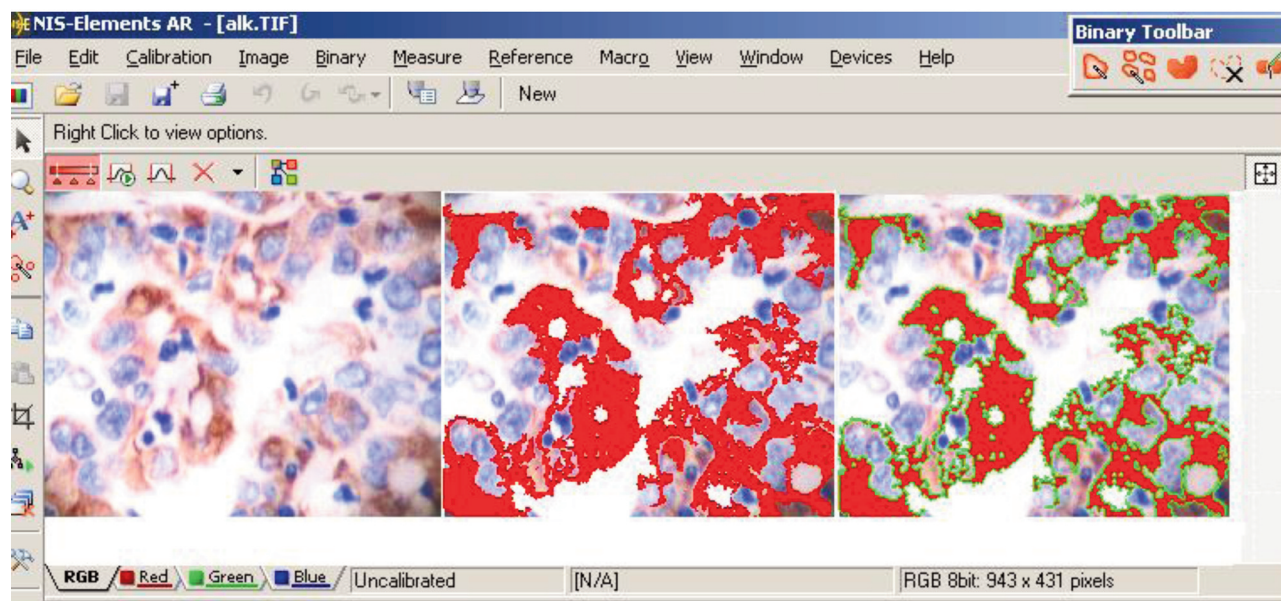 NIS-Elements AR - [alk.TIF]
Binary Toolbar
File Edit Calibration Image Binary Measure Reference Macro View Window Devices Help
New
Right Click to view options.
RGB Red Green Blue Uncalibrated [N/A] RGB 8bit: 943 x 431 pixels